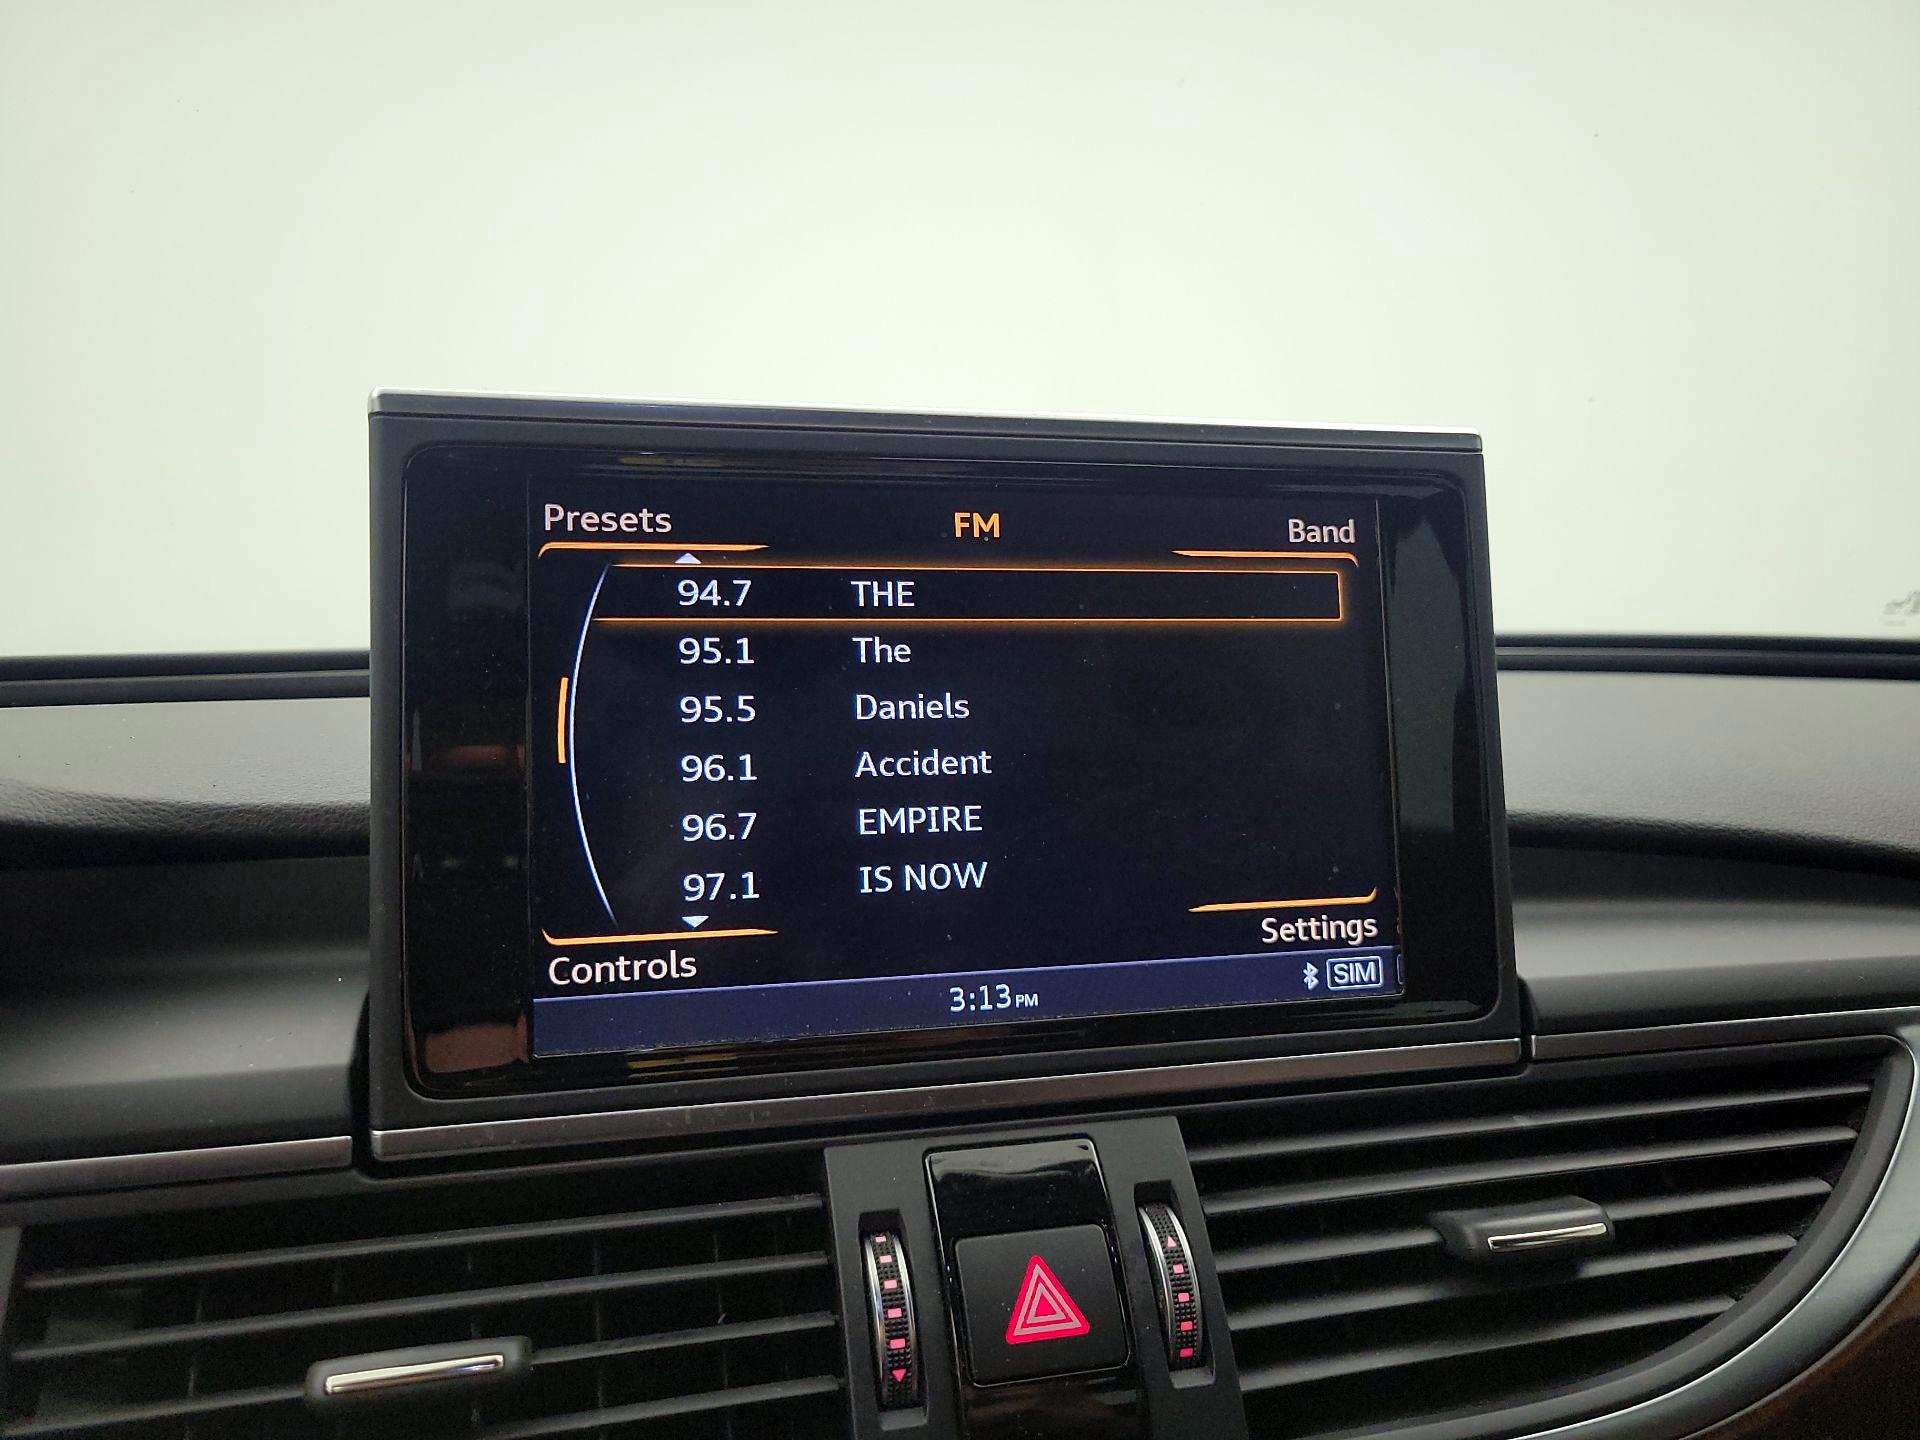 Presets FM Band
94.7 THE
95.1 The
95.5 Daniels
96.1 Accident
96.7 EMPIRE
97.1 IS NOW
Settings
Controls
3:13 PM SIM